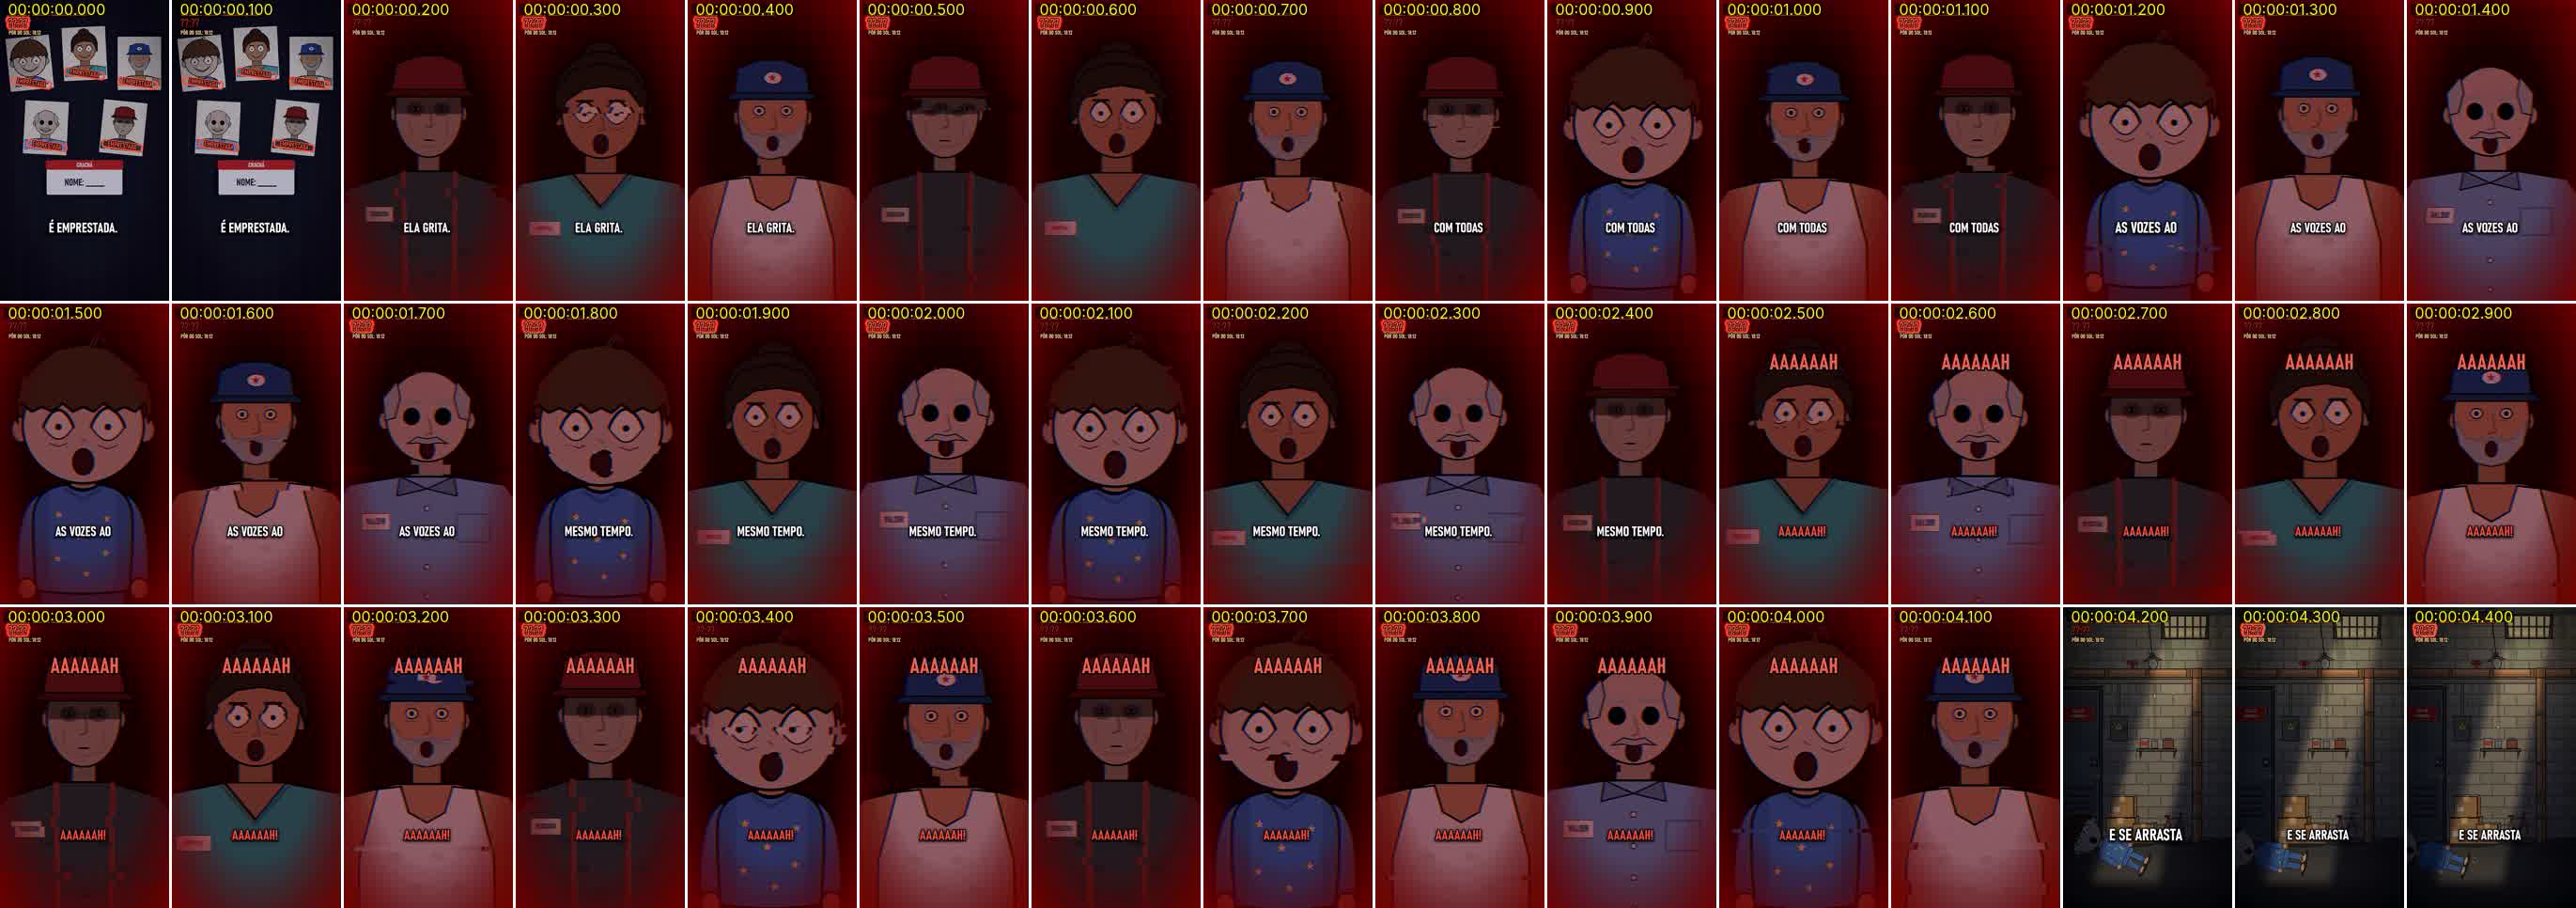 00:00:00.000
00:00:00.100
00:00:00.200
00:00:00.300
00:00:00.400
00:00:00.500
00:00:00.600
00:00:00.700
00:00:00.800
00:00:00.900
00:00:01.000
00:00:01.100
00:00:01.200
00:00:01.300
00:00:01.400
PÔR DO SOL: 18:12
CRACHÁ
NOME: _____
É EMPRESTADA.
CRACHÁ
NOME: _____
É EMPRESTADA.
ELA GRITA.
ELA GRITA.
ELA GRITA.
COM TODAS
COM TODAS
COM TODAS
COM TODAS
AS VOZES AO
AS VOZES AO
AS VOZES AO
00:00:01.500
00:00:01.600
00:00:01.700
00:00:01.800
00:00:01.900
00:00:02.000
00:00:02.100
00:00:02.200
00:00:02.300
00:00:02.400
00:00:02.500
00:00:02.600
00:00:02.700
00:00:02.800
00:00:02.900
AAAAAAH
AAAAAAH
AAAAAAH
AAAAAAH
AAAAAAH
AS VOZES AO
AS VOZES AO
AS VOZES AO
MESMO TEMPO.
MESMO TEMPO.
MESMO TEMPO.
MESMO TEMPO.
MESMO TEMPO.
MESMO TEMPO.
MESMO TEMPO.
AAAAAAH!
AAAAAAH!
AAAAAAH!
AAAAAAH!
AAAAAAH!
00:00:03.000
00:00:03.100
00:00:03.200
00:00:03.300
00:00:03.400
00:00:03.500
00:00:03.600
00:00:03.700
00:00:03.800
00:00:03.900
00:00:04.000
00:00:04.100
00:00:04.200
00:00:04.300
00:00:04.400
AAAAAAH
AAAAAAH
AAAAAAH
AAAAAAH
AAAAAAH
AAAAAAH
AAAAAAH
AAAAAAH
AAAAAAH
AAAAAAH
AAAAAAH
AAAAAAH
AAAAAAH!
AAAAAAH!
AAAAAAH!
AAAAAAH!
AAAAAAH!
AAAAAAH!
AAAAAAH!
AAAAAAH!
AAAAAAH!
AAAAAAH!
AAAAAAH!
AAAAAAH!
E SE ARRASTA
E SE ARRASTA
E SE ARRASTA